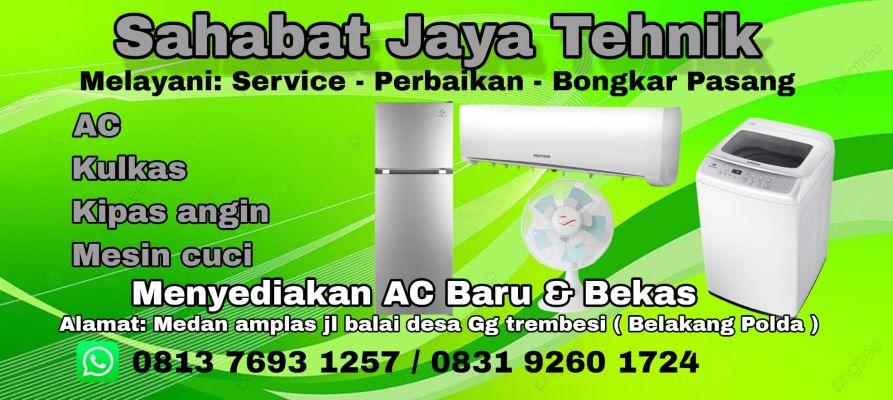 Sahabat Jaya Tehnik
Melayani: Service - Perbaikan - Bongkar Pasang
AC
Kulkas
Kipas angin
Mesin cuci
Menyediakan AC Baru & Bekas
Alamat: Medan amplas jl balai desa Gg trembesi ( Belakang Polda )
0813 7693 1257 / 0831 9260 1724
pngtree